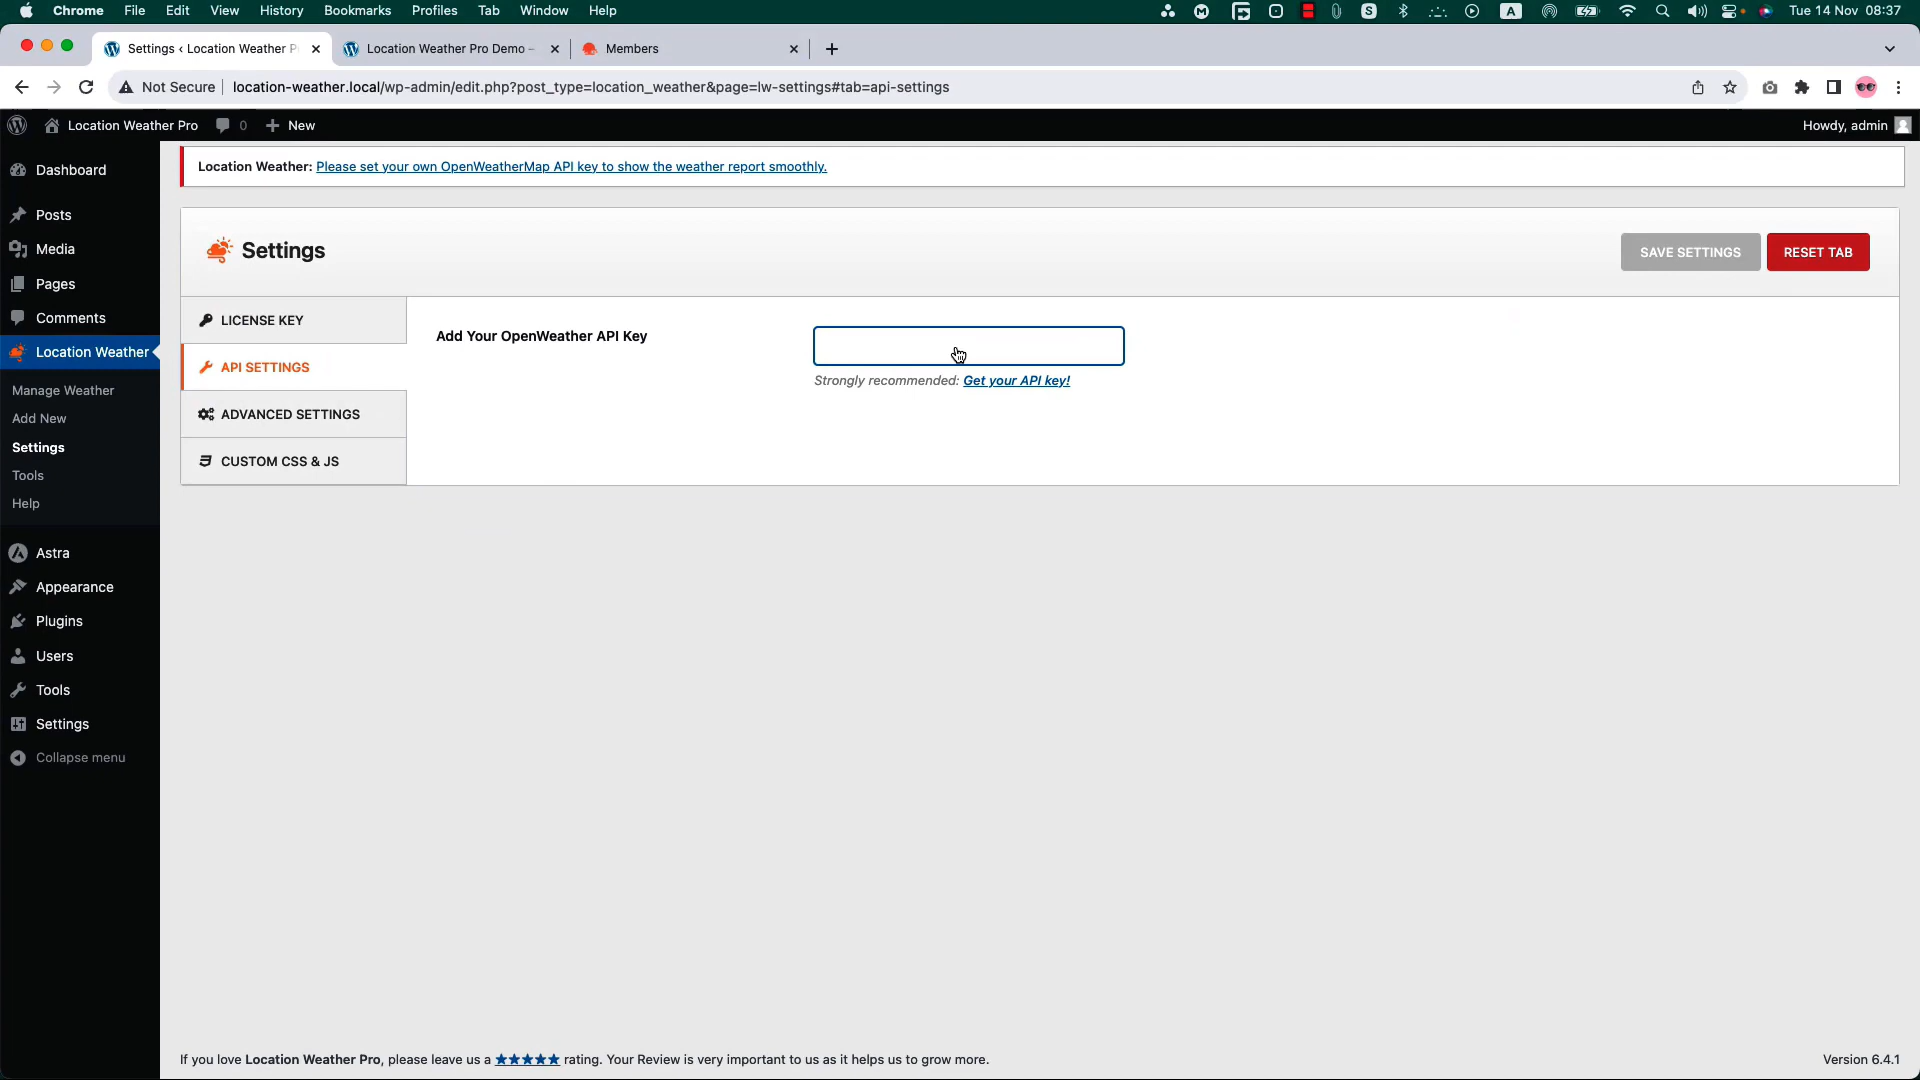 Chrome File Edit View History Bookmarks Profiles Tab Window Help Tue 14 Nov 08:37
Settings ‹ Location Weather P Location Weather Pro Demo – Members
Not Secure location-weather.local/wp-admin/edit.php?post_type=location_weather&page=lw-settings#tab=api-settings
Location Weather Pro 0 New Howdy, admin
Dashboard
Posts
Media
Pages
Comments
Location Weather
Manage Weather
Add New
Settings
Tools
Help
Astra
Appearance
Plugins
Users
Tools
Settings
Collapse menu
Location Weather: Please set your own OpenWeatherMap API key to show the weather report smoothly.
Settings
SAVE SETTINGS RESET TAB
LICENSE KEY
API SETTINGS
ADVANCED SETTINGS
CUSTOM CSS & JS
Add Your OpenWeather API Key
Strongly recommended: Get your API key!
If you love Location Weather Pro, please leave us a ★★★★★ rating. Your Review is very important to us as it helps us to grow more.
Version 6.4.1